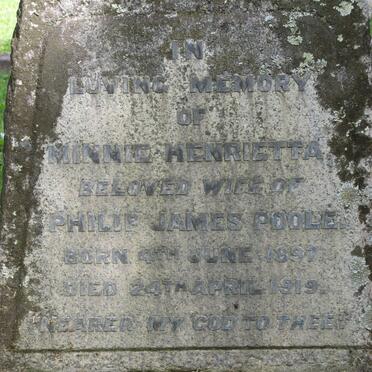 IN
LOVING MEMORY
OF
MINNIE HENRIETTA,
BELOVED WIFE OF
PHILIP JAMES POOLE.
BORN 4TH JUNE 1897.
DIED 24TH APRIL 1919.
NEARER MY GOD TO THEE